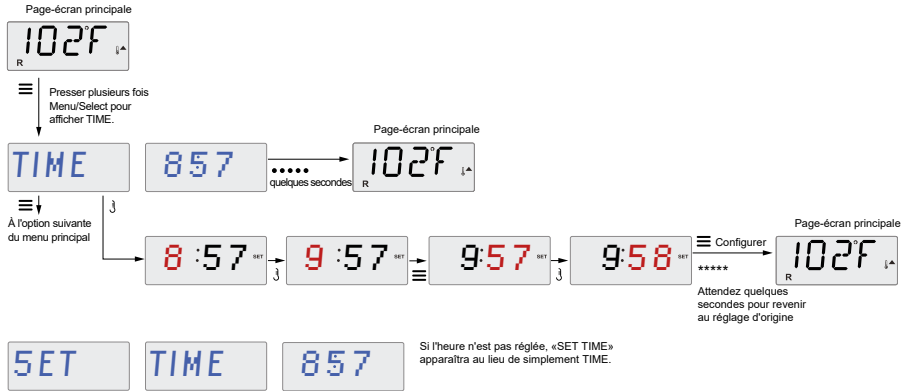 Page-écran principale
102°F
R
Presser plusieurs fois
Menu/Select pour
afficher TIME.
Page-écran principale
TIME
857
•••••
quelques secondes
102°F
R
À l'option suivante
du menu principal
Page-écran principale
8:57 SET
9:57 SET
9:57 SET
9:58 SET
Configurer
*****
Attendez quelques
secondes pour revenir
au réglage d'origine
102°F
R
SET
TIME
857
Si l'heure n'est pas réglée, «SET TIME»
apparaîtra au lieu de simplement TIME.